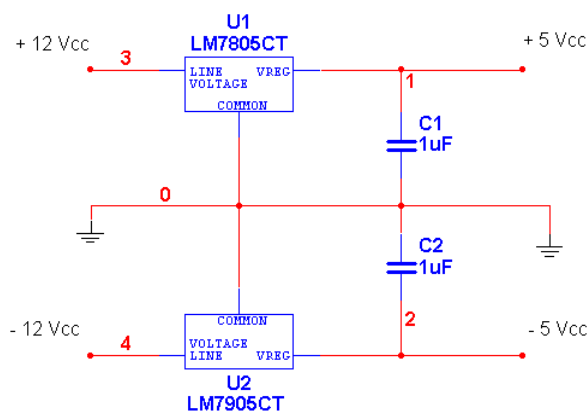 U1
LM7805CT
+ 12 Vcc
3
LINE VREG
VOLTAGE
COMMON
1
+ 5 Vcc
C1
1uF
0
C2
1uF
- 12 Vcc
4
COMMON
VOLTAGE
LINE VREG
2
- 5 Vcc
U2
LM7905CT